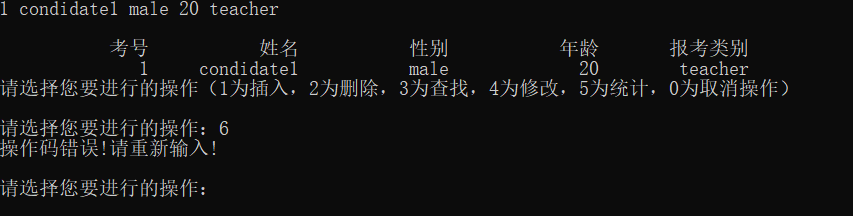 1 condidate1 male 20 teacher
考号 姓名 性别 年龄 报考类别
1 condidate1 male 20 teacher
请选择您要进行的操作（1为插入，2为删除，3为查找，4为修改，5为统计，0为取消操作）
请选择您要进行的操作：6
操作码错误!请重新输入!
请选择您要进行的操作：